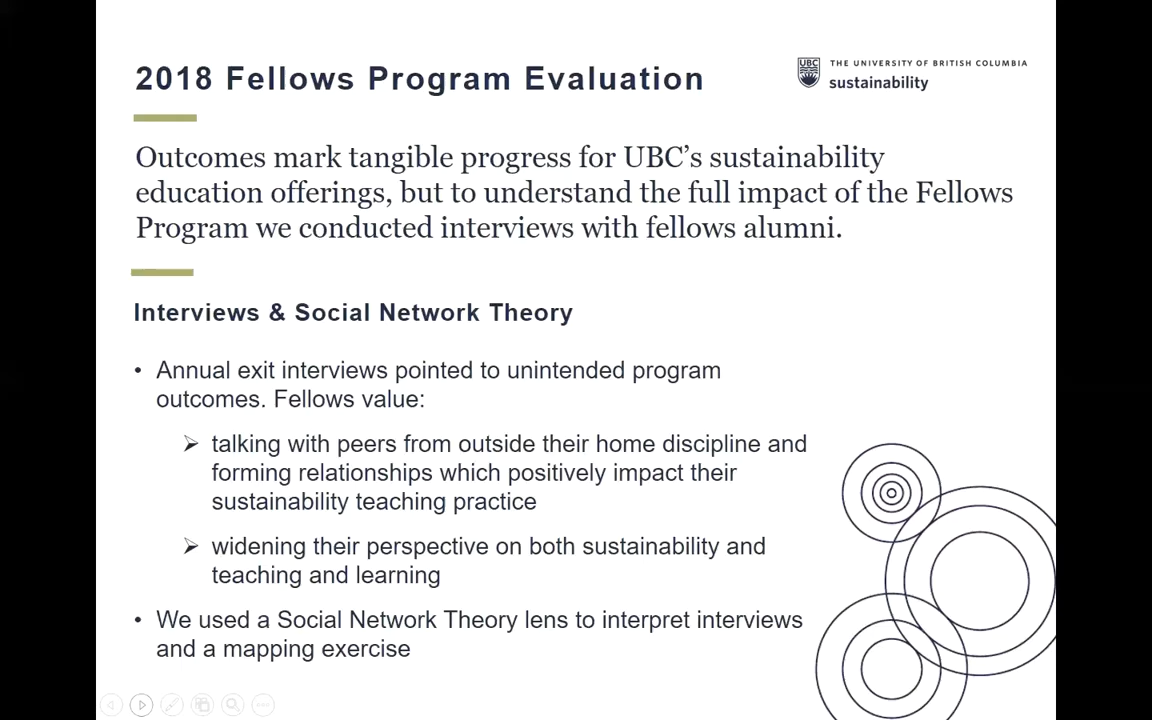 2018 Fellows Program Evaluation
UBC
THE UNIVERSITY OF BRITISH COLUMBIA
sustainability
Outcomes mark tangible progress for UBC’s sustainability
education offerings, but to understand the full impact of the Fellows
Program we conducted interviews with fellows alumni.
Interviews & Social Network Theory
• Annual exit interviews pointed to unintended program
outcomes. Fellows value:
➢ talking with peers from outside their home discipline and
forming relationships which positively impact their
sustainability teaching practice
➢ widening their perspective on both sustainability and
teaching and learning
• We used a Social Network Theory lens to interpret interviews
and a mapping exercise